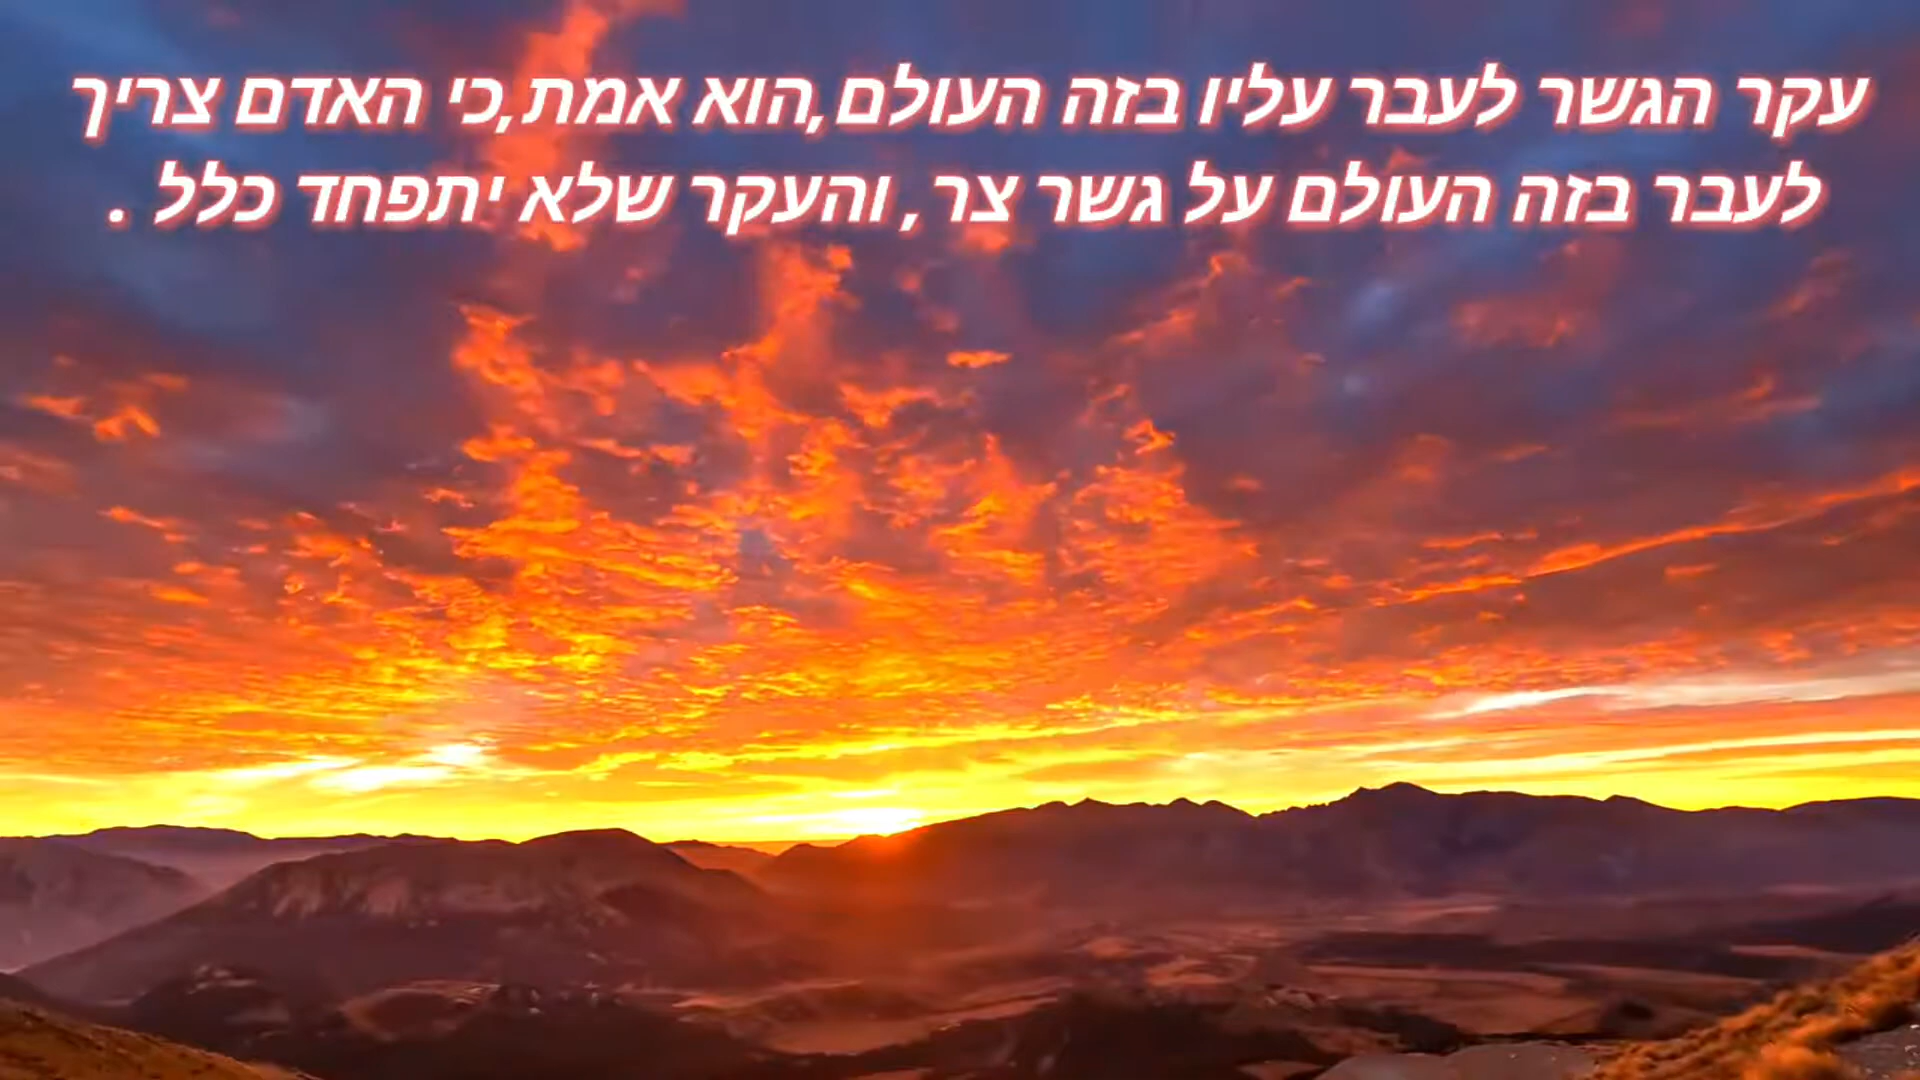 עקר הגשר לעבר עליו בזה העולם,הוא אמת,כי האדם צריך
לעבר בזה העולם על גשר צר, והעקר שלא יתפחד כלל .